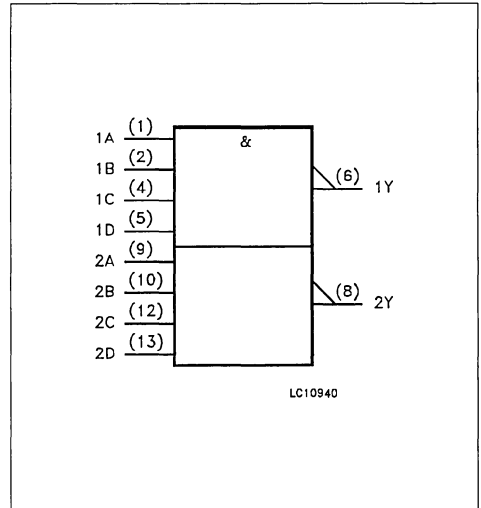 1A (1)
1B (2)
1C (4)
1D (5)
2A (9)
2B (10)
2C (12)
2D (13)
&
(6) 1Y
(8) 2Y
LC10940